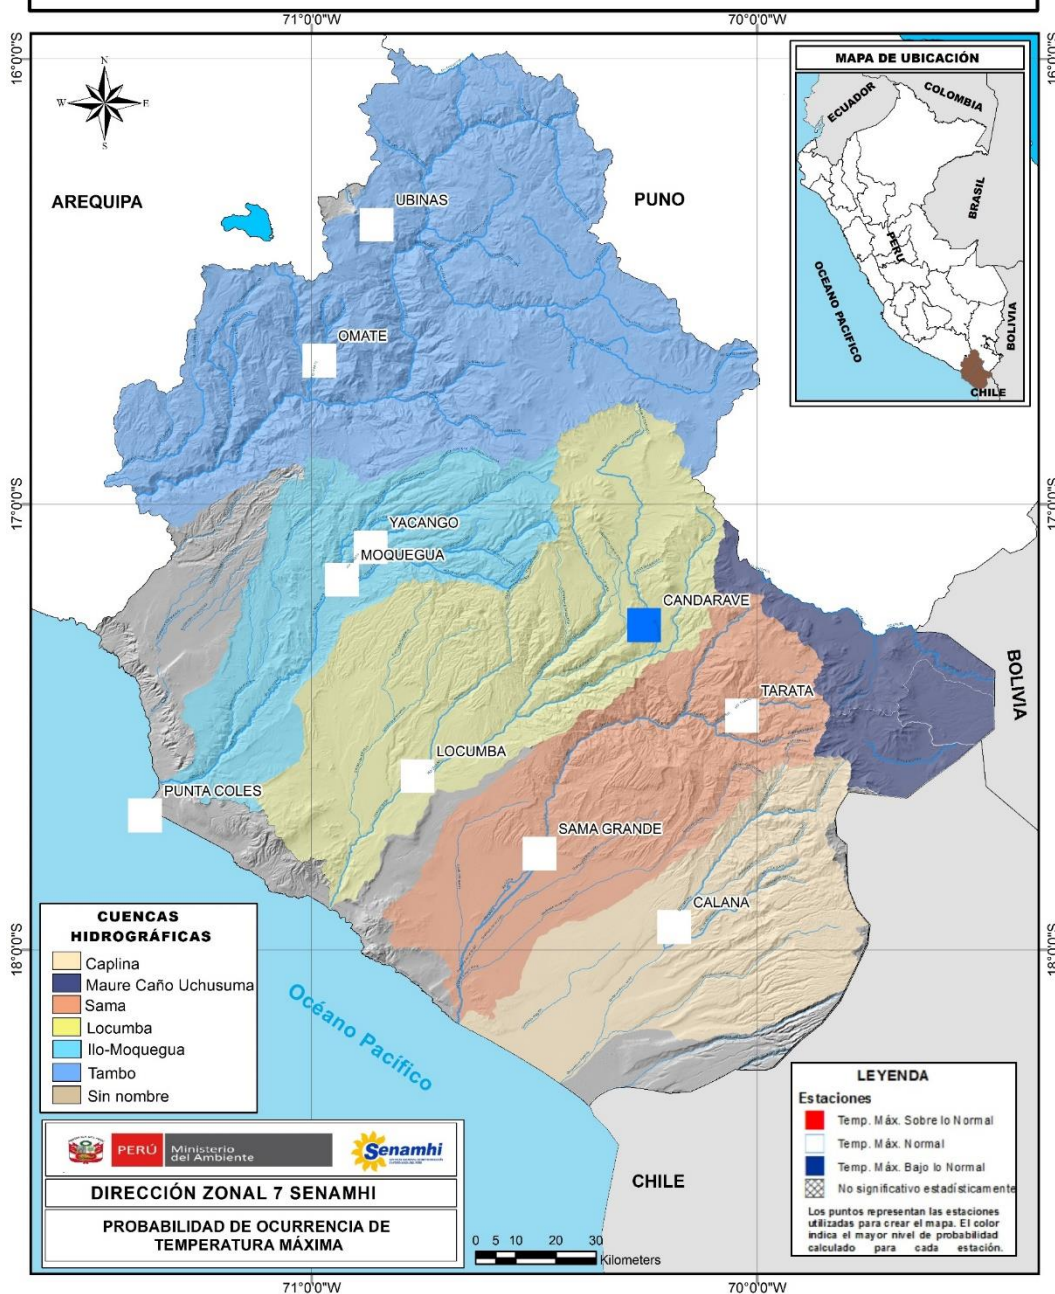 71°0'0"W
70°0'0"W
16°0'0"S
16°0'0"S
N
W
E
S
MAPA DE UBICACIÓN
ECUADOR
COLOMBIA
BRASIL
PERU
OCEANO PACIFICO
BOLIVIA
CHILE
AREQUIPA
PUNO
UBINAS
OMATE
17°0'0"S
17°0'0"S
YACANGO
MOQUEGUA
CANDARAVE
TARATA
BOLIVIA
LOCUMBA
PUNTA COLES
SAMA GRANDE
CALANA
18°0'0"S
18°0'0"S
Océano Pacífico
CHILE
CUENCAS
HIDROGRÁFICAS
Caplina
Maure Caño Uchusuma
Sama
Locumba
Ilo-Moquegua
Tambo
Sin nombre
PERÚ
Ministerio
del Ambiente
Senamhi
DIRECCIÓN ZONAL 7 SENAMHI
PROBABILIDAD DE OCURRENCIA DE
TEMPERATURA MÁXIMA
0 5 10 20 30
Kilometers
LEYENDA
Estaciones
Temp. Máx. Sobre lo Normal
Temp. Máx. Normal
Temp. Máx. Bajo lo Normal
No significativo estadísticamente
Los puntos representan las estaciones
utilizadas para crear el mapa. El color
indica el mayor nivel de probabilidad
calculado para cada estación.
71°0'0"W
70°0'0"W